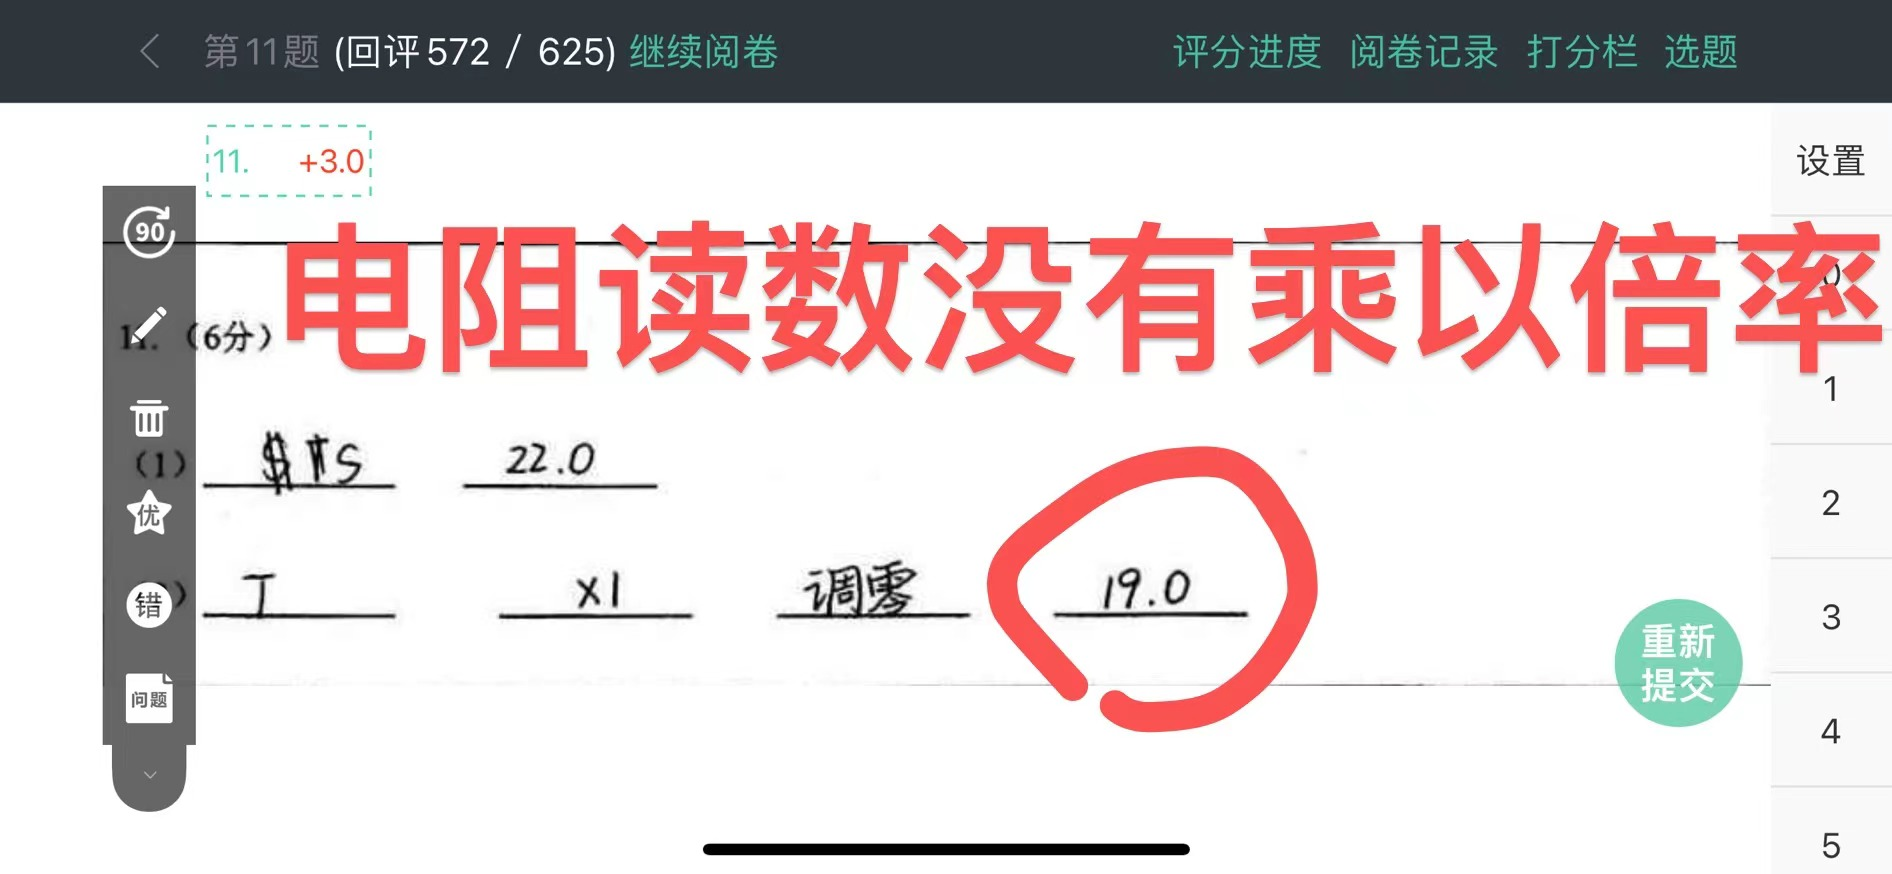 第11题 (回评 572 / 625) 继续阅卷 评分进度 阅卷记录 打分栏 选题
11. +3.0
设置
90
电阻读数没有乘以倍率
0
11. (6分)
1
(1) S 22.0
优
2
T ×1 调零 19.0
错
3
重新
提交
问题
4
5